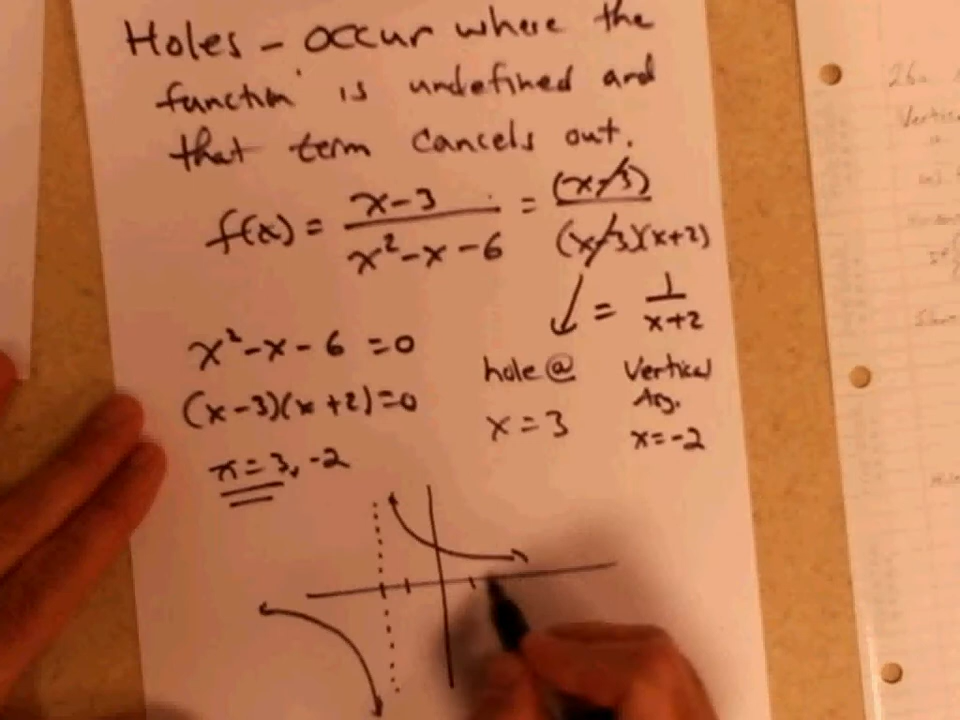 Holes - occur where the
function is undefined and
that term cancels out.
f(x) = x-3 / x²-x-6 = (x-3) / (x-3)(x+2)
= 1 / x+2
x²-x-6 =0
(x-3)(x+2)=0
x=3, -2
hole @
x=3
Vertical
Asy.
x=-2
26a